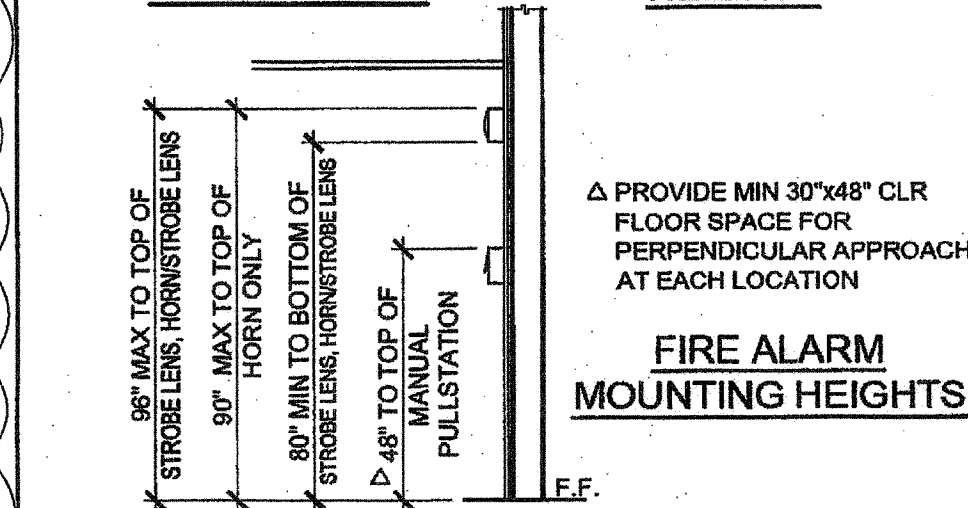 96" MAX TO TOP OF
STROBE LENS, HORN/STROBE LENS
90" MAX TO TOP OF
HORN ONLY
80" MIN TO BOTTOM OF
STROBE LENS, HORN/STROBE LENS
△ 48" TO TOP OF
MANUAL
PULLSTATION
△ PROVIDE MIN 30"x48" CLR
FLOOR SPACE FOR
PERPENDICULAR APPROACH
AT EACH LOCATION
FIRE ALARM
MOUNTING HEIGHTS
F.F.